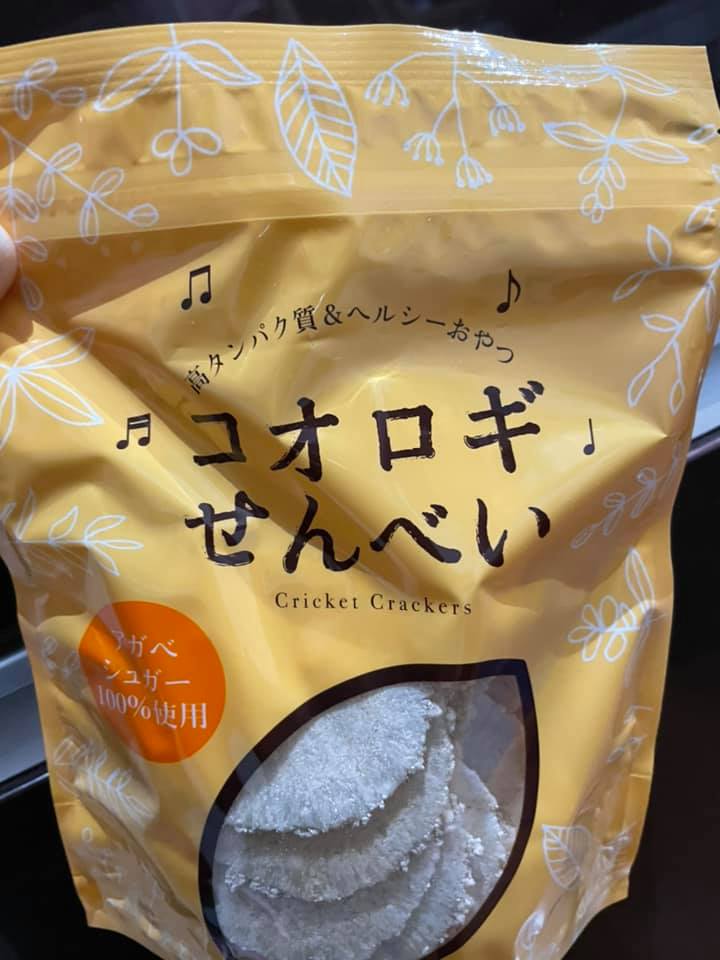 高タンパク質&ヘルシーおやつ
コオロギ
せんべい
Cricket Crackers
アガベ
シュガー
100%使用